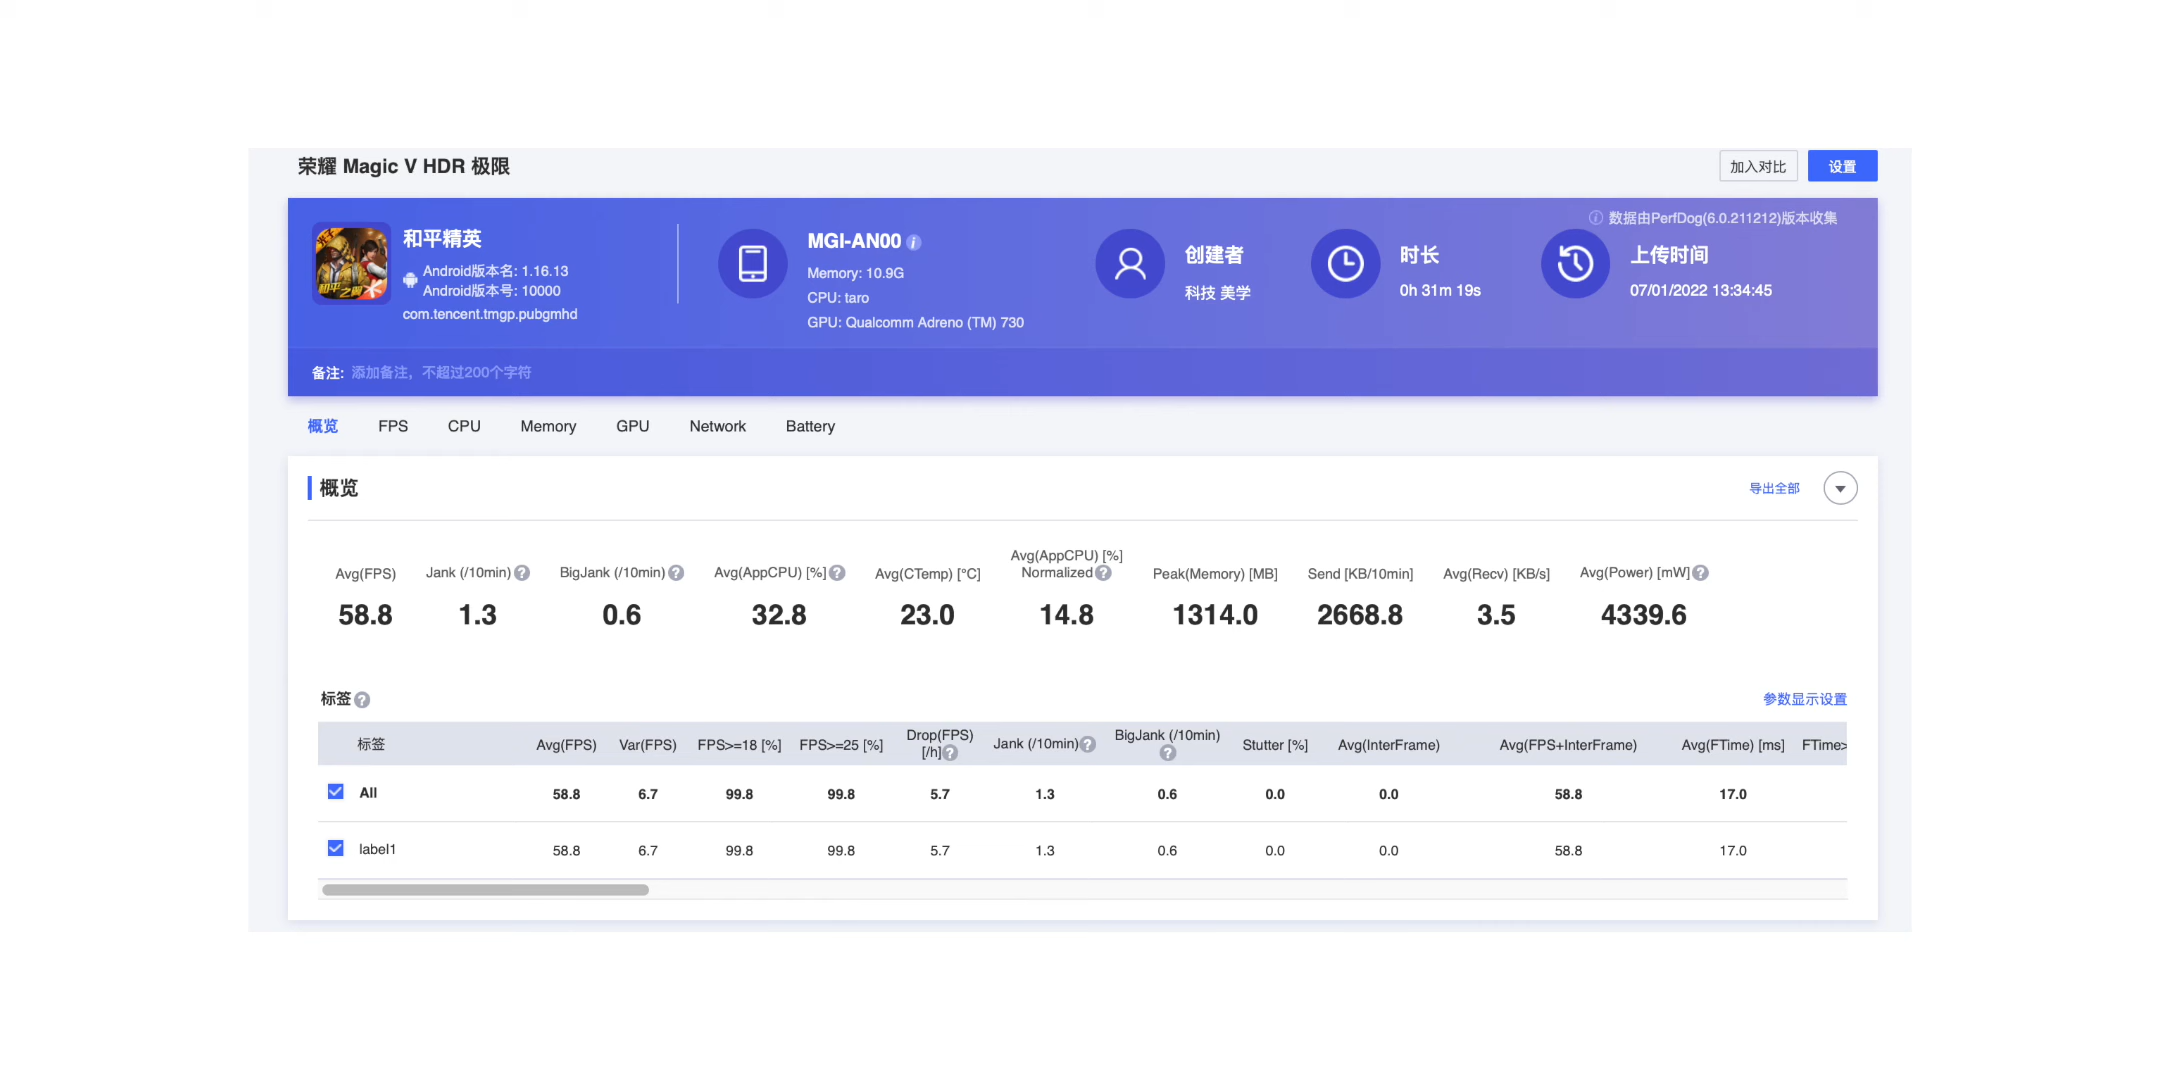 荣耀 Magic V HDR 极限
加入对比
设置
数据由PerfDog(6.0.211212)版本收集
和平精英
Android版本名: 1.16.13
Android版本号: 10000
com.tencent.tmgp.pubgmhd
MGI-AN00
Memory: 10.9G
CPU: taro
GPU: Qualcomm Adreno (TM) 730
创建者
科技 美学
时长
0h 31m 19s
上传时间
07/01/2022 13:34:45
备注: 添加备注，不超过200个字符
概览 FPS CPU Memory GPU Network Battery
概览
导出全部
Avg(FPS) Jank (/10min) BigJank (/10min) Avg(AppCPU) [%] Avg(CTemp) [°C] Avg(AppCPU) [%] Normalized Peak(Memory) [MB] Send [KB/10min] Avg(Recv) [KB/s] Avg(Power) [mW]
58.8 1.3 0.6 32.8 23.0 14.8 1314.0 2668.8 3.5 4339.6
标签
参数显示设置
标签 Avg(FPS) Var(FPS) FPS>=18 [%] FPS>=25 [%] Drop(FPS) [/h] Jank (/10min) BigJank (/10min) Stutter [%] Avg(InterFrame) Avg(FPS+InterFrame) Avg(FTime) [ms] FTime>
All 58.8 6.7 99.8 99.8 5.7 1.3 0.6 0.0 0.0 58.8 17.0
label1 58.8 6.7 99.8 99.8 5.7 1.3 0.6 0.0 0.0 58.8 17.0